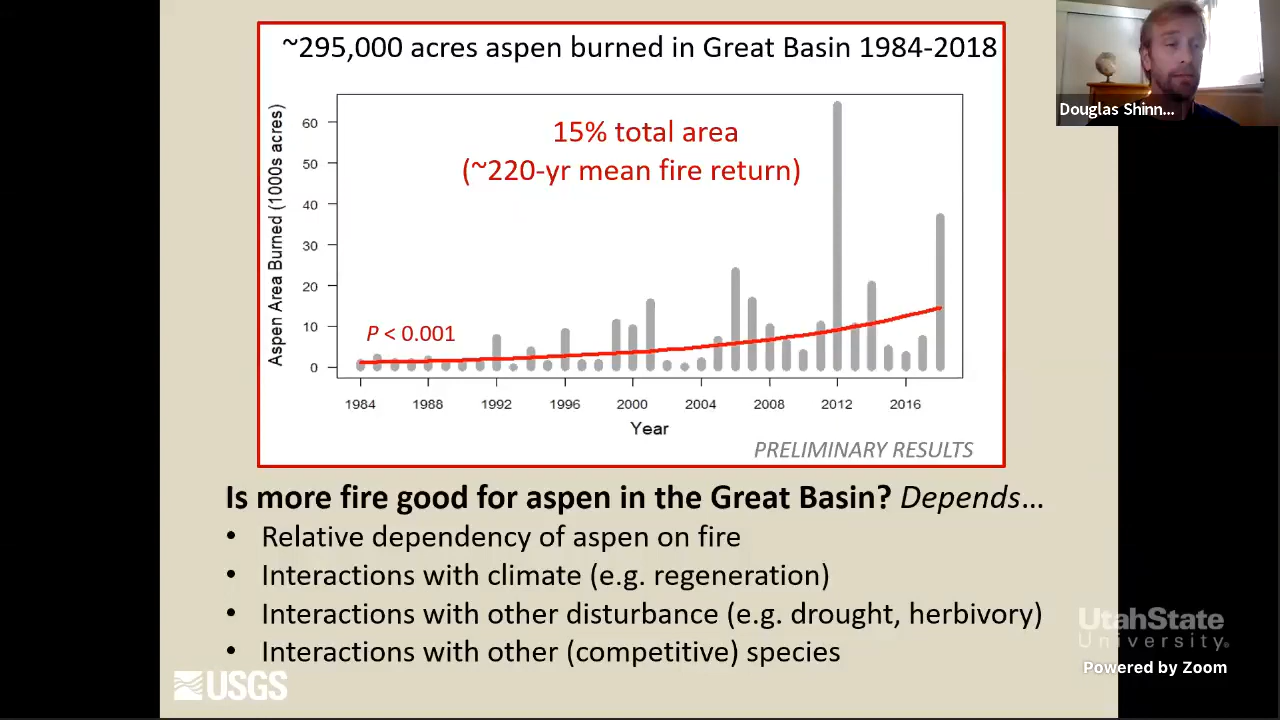 ~295,000 acres aspen burned in Great Basin 1984-2018
Douglas Shinn...
15% total area
(~220-yr mean fire return)
Aspen Area Burned (1000s acres)
60
50
40
30
20
10
0
P < 0.001
1984
1988
1992
1996
2000
2004
2008
2012
2016
Year
PRELIMINARY RESULTS
Is more fire good for aspen in the Great Basin? Depends...
• Relative dependency of aspen on fire
• Interactions with climate (e.g. regeneration)
• Interactions with other disturbance (e.g. drought, herbivory)
• Interactions with other (competitive) species
UtahState
University
Powered by Zoom
USGS